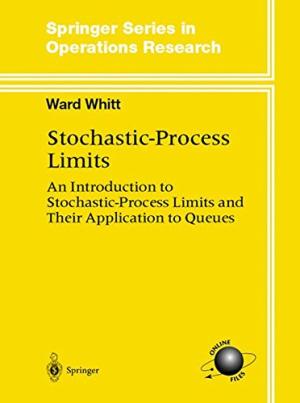 Springer Series in
Operations Research
Ward Whitt
Stochastic-Process
Limits
An Introduction to
Stochastic-Process Limits and
Their Application to Queues
ONLINE
FILES
Springer